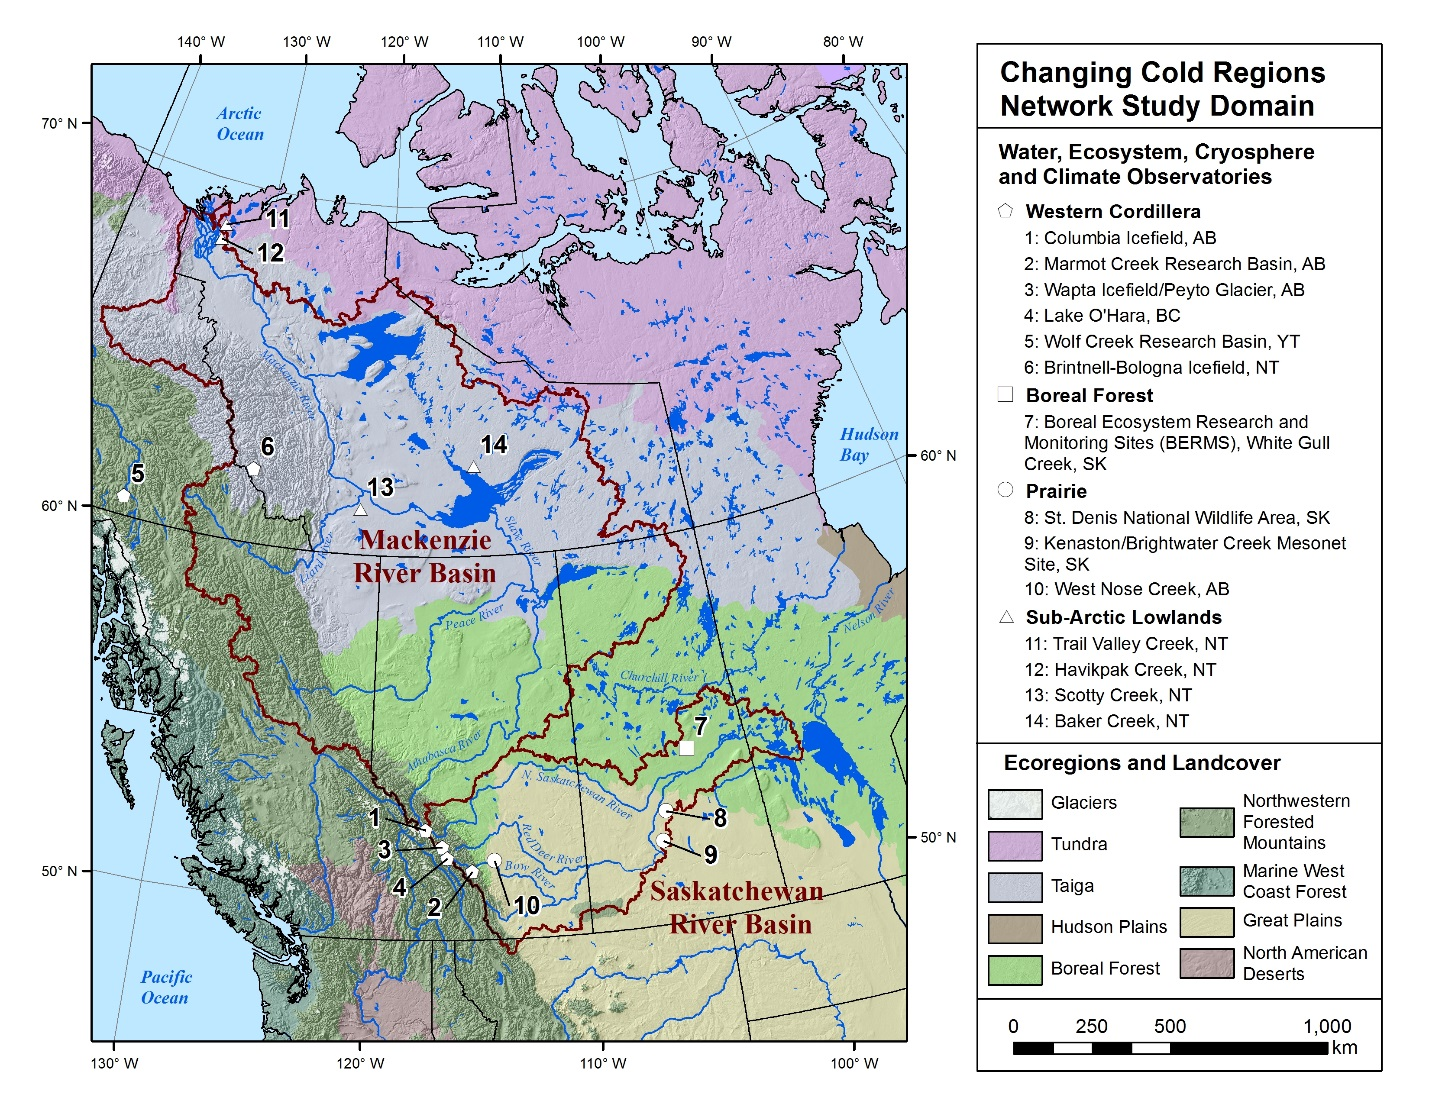 140° W 130° W 120° W 110° W 100° W 90° W 80° W
70° N
60° N
50° N
60° N
50° N
130° W 120° W 110° W 100° W
Arctic
Ocean
11
12
Mackenzie River
Hudson
Bay
14
6
5
13
Mackenzie
River Basin
Slave River
Liard River
Peace River
Nelson River
Churchill River
7
Athabasca River
N. Saskatchewan River
1
8
3
Red Deer River
9
Bow River
4
2
10
Saskatchewan
River Basin
Pacific
Ocean
Changing Cold Regions
Network Study Domain
Water, Ecosystem, Cryosphere
and Climate Observatories
Western Cordillera
1: Columbia Icefield, AB
2: Marmot Creek Research Basin, AB
3: Wapta Icefield/Peyto Glacier, AB
4: Lake O'Hara, BC
5: Wolf Creek Research Basin, YT
6: Brintnell-Bologna Icefield, NT
Boreal Forest
7: Boreal Ecosystem Research and
Monitoring Sites (BERMS), White Gull
Creek, SK
Prairie
8: St. Denis National Wildlife Area, SK
9: Kenaston/Brightwater Creek Mesonet
Site, SK
10: West Nose Creek, AB
Sub-Arctic Lowlands
11: Trail Valley Creek, NT
12: Havikpak Creek, NT
13: Scotty Creek, NT
14: Baker Creek, NT
Ecoregions and Landcover
Glaciers
Tundra
Taiga
Hudson Plains
Boreal Forest
Northwestern
Forested
Mountains
Marine West
Coast Forest
Great Plains
North American
Deserts
0 250 500 1,000
km